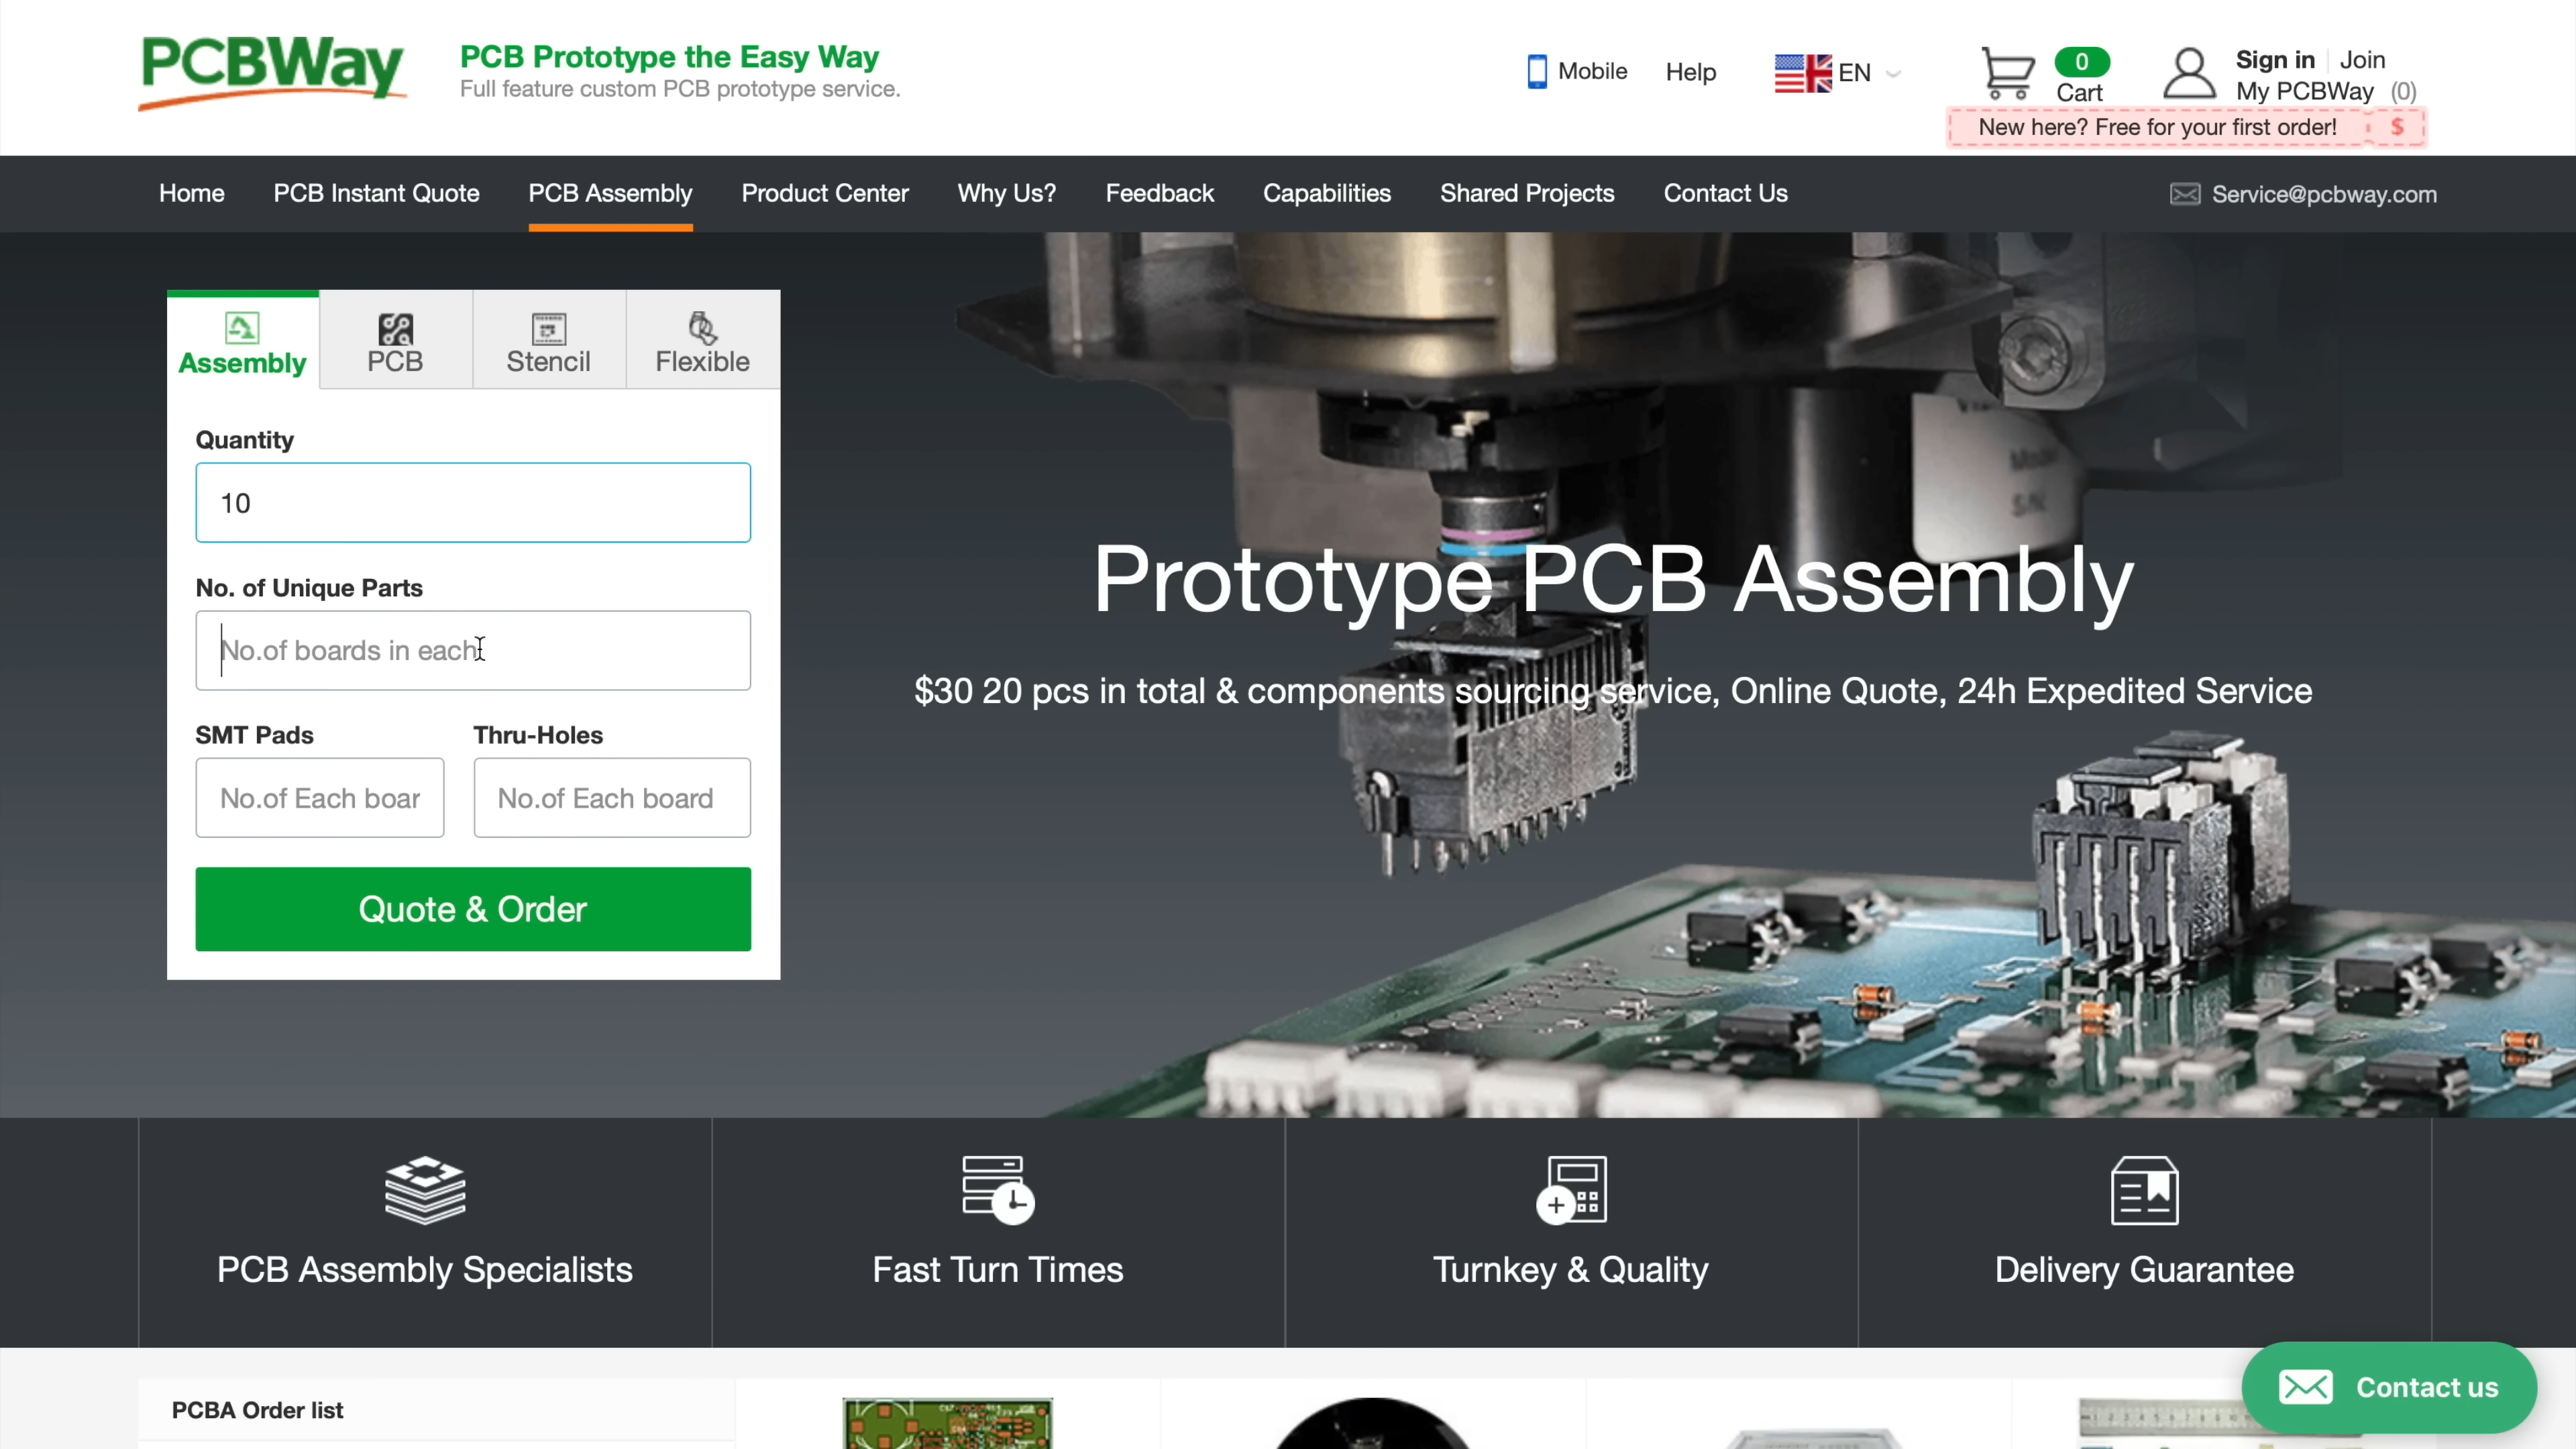 PCBWay
PCB Prototype the Easy Way
Full feature custom PCB prototype service.
Mobile
Help
EN
0
Cart
Sign in
Join
My PCBWay (0)
New here? Free for your first order! $
Home
PCB Instant Quote
PCB Assembly
Product Center
Why Us?
Feedback
Capabilities
Shared Projects
Contact Us
Service@pcbway.com
Assembly
PCB
Stencil
Flexible
Quantity
10
No. of Unique Parts
No.of boards in each
SMT Pads
Thru-Holes
No.of Each boar
No.of Each board
Quote & Order
Prototype PCB Assembly
$30 20 pcs in total & components sourcing service, Online Quote, 24h Expedited Service
PCB Assembly Specialists
Fast Turn Times
Turnkey & Quality
Delivery Guarantee
PCBA Order list
Contact us